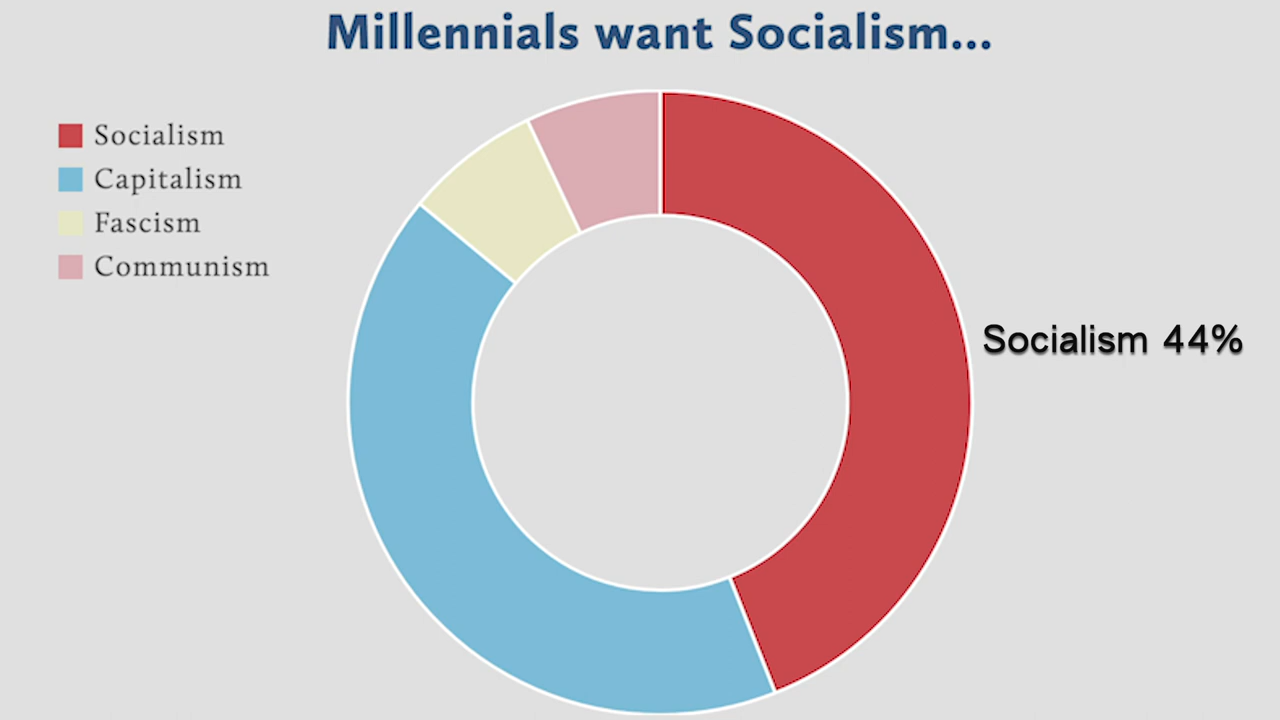 Millennials want Socialism...
Socialism
Capitalism
Fascism
Communism
Socialism 44%